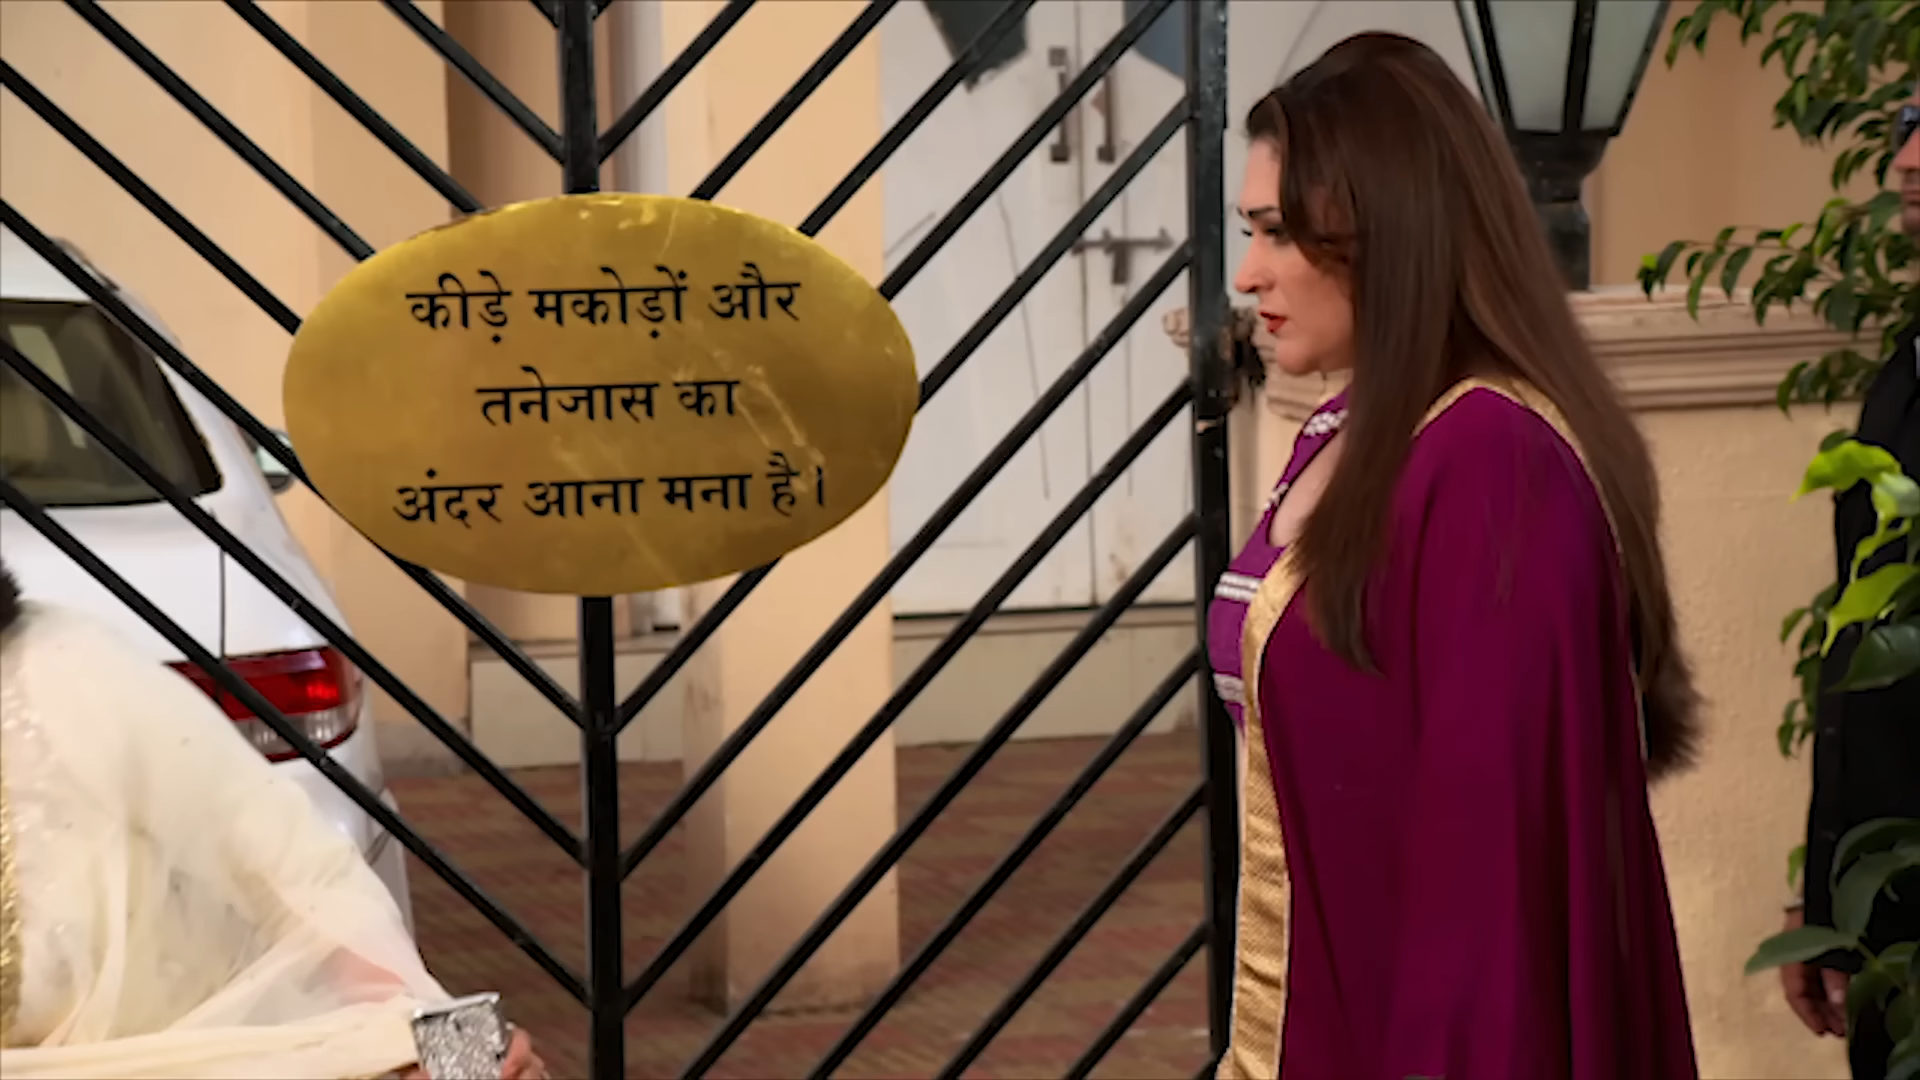 कीड़े मकोड़ों और
तनेजास का
अंदर आना मना है।